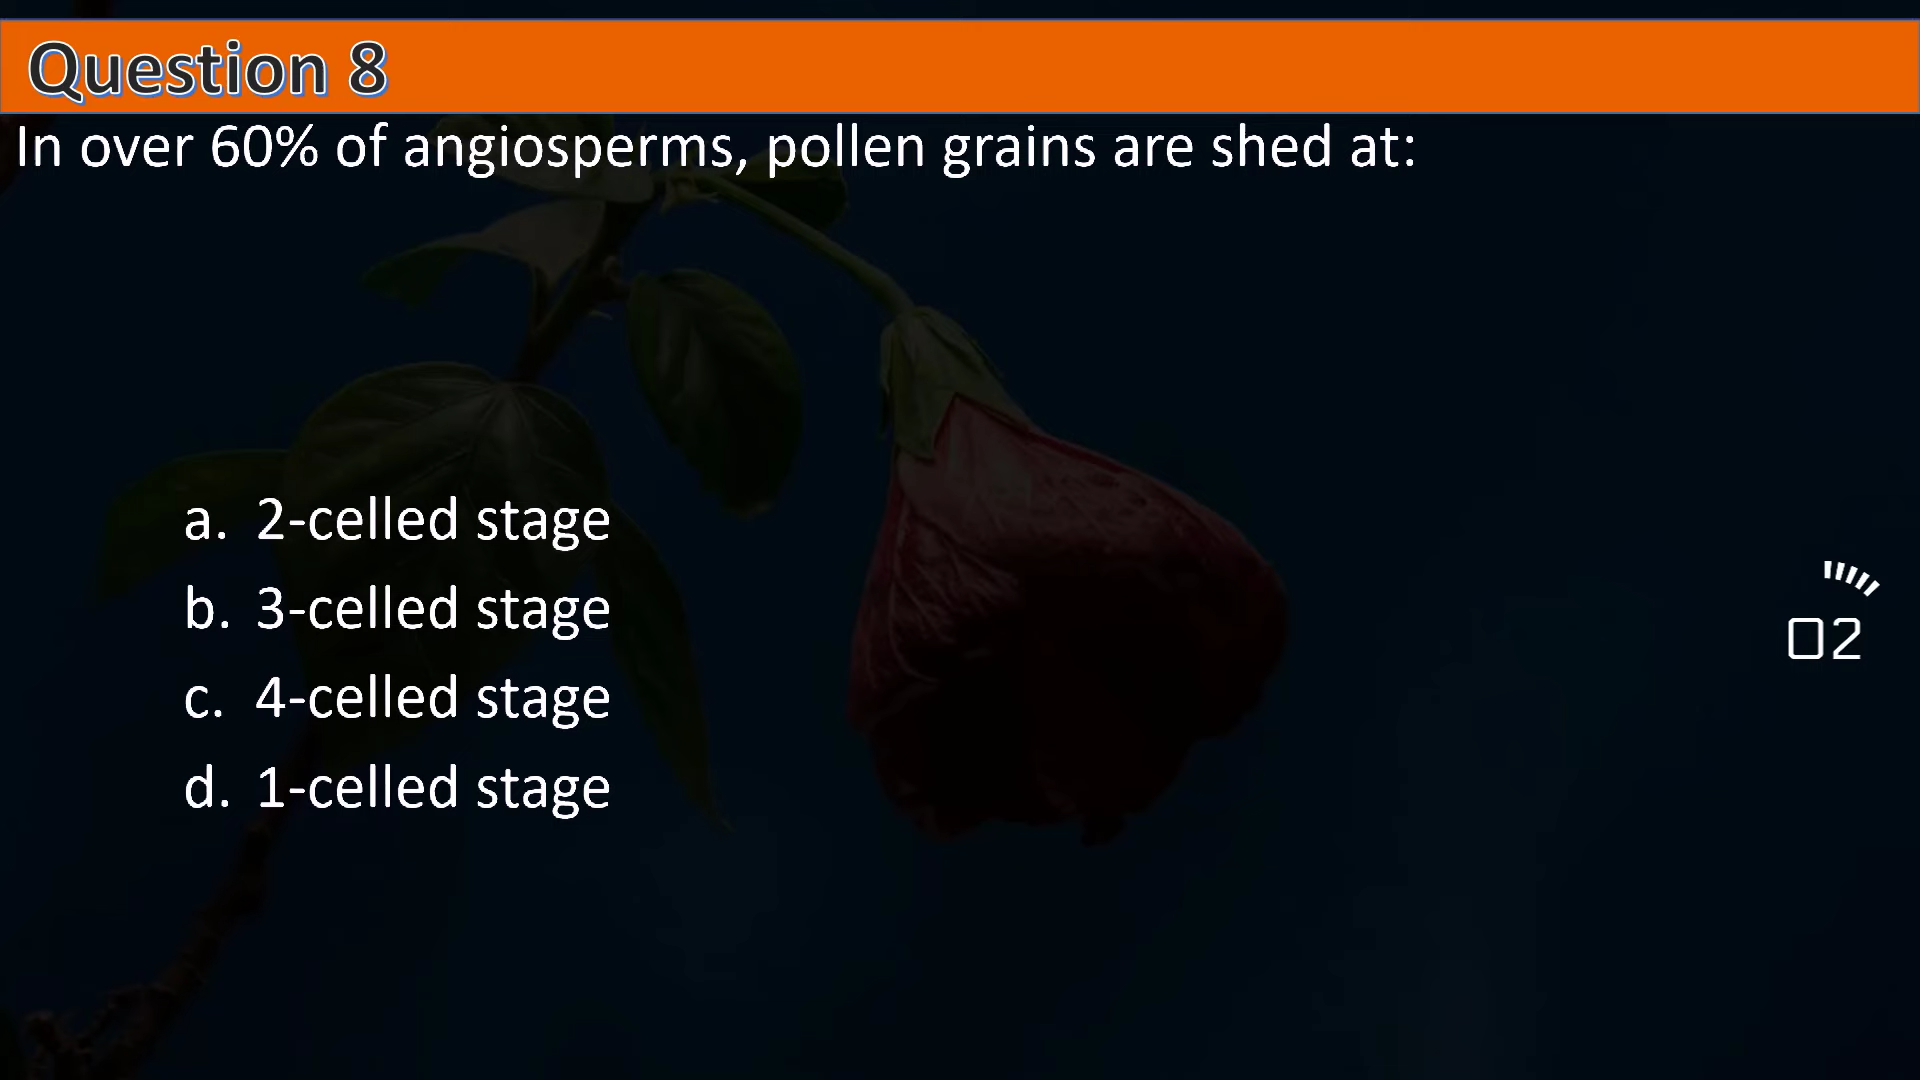 Question 8
In over 60% of angiosperms, pollen grains are shed at:
a. 2-celled stage
b. 3-celled stage
c. 4-celled stage
d. 1-celled stage
02